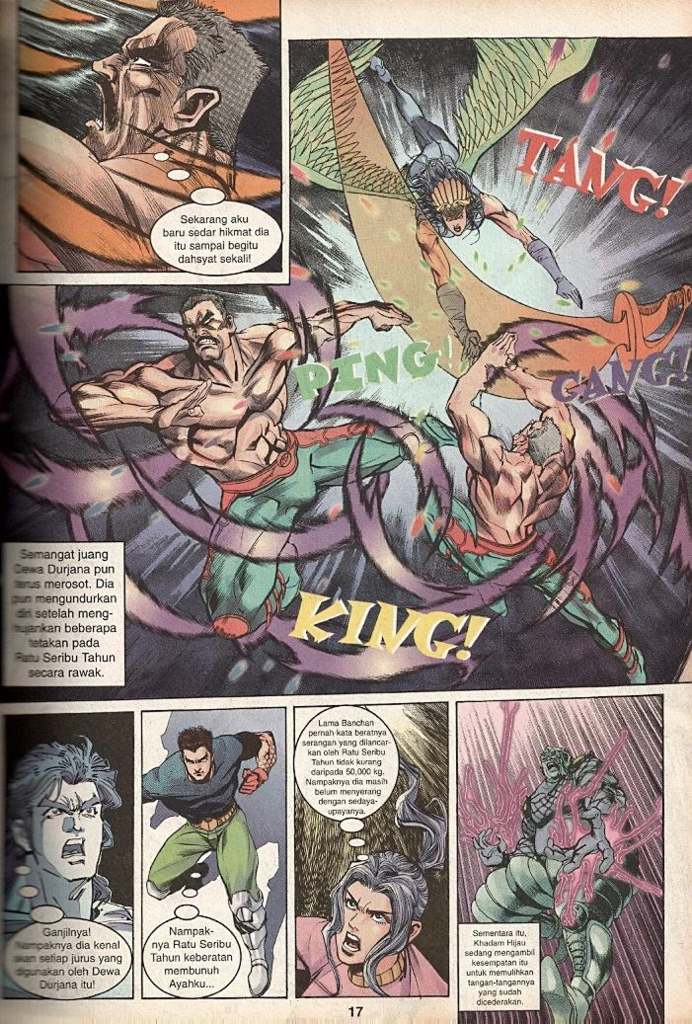 Sekarang aku
baru sedar hikmat dia
itu sampai begitu
dahsyat sekali!
TANG!
PING!
GANG!
KING!
Semangat juang
Dewa Durjana pun
terus merosot. Dia
pun mengundurkan
diri setelah meng-
hujankan beberapa
tetakan pada
Ratu Seribu Tahun
secara rawak.
Ganjilnya!
Nampaknya dia kenal
akan setiap jurus yang
digunakan oleh Dewa
Durjana itu!
Nampak-
nya Ratu Seribu
Tahun keberatan
membunuh
Ayahku...
Lama Banchan
pernah kata beratnya
serangan yang dilancar-
kan oleh Ratu Seribu
Tahun tidak kurang
daripada 50,000 kg.
Nampaknya dia masih
belum menyerang
dengan sedaya-
upayanya.
Sementara itu,
Khadam Hijau
sedang mengambil
kesempatan itu
untuk memulihkan
tangan-tangannya
yang sudah
dicederakan.
17